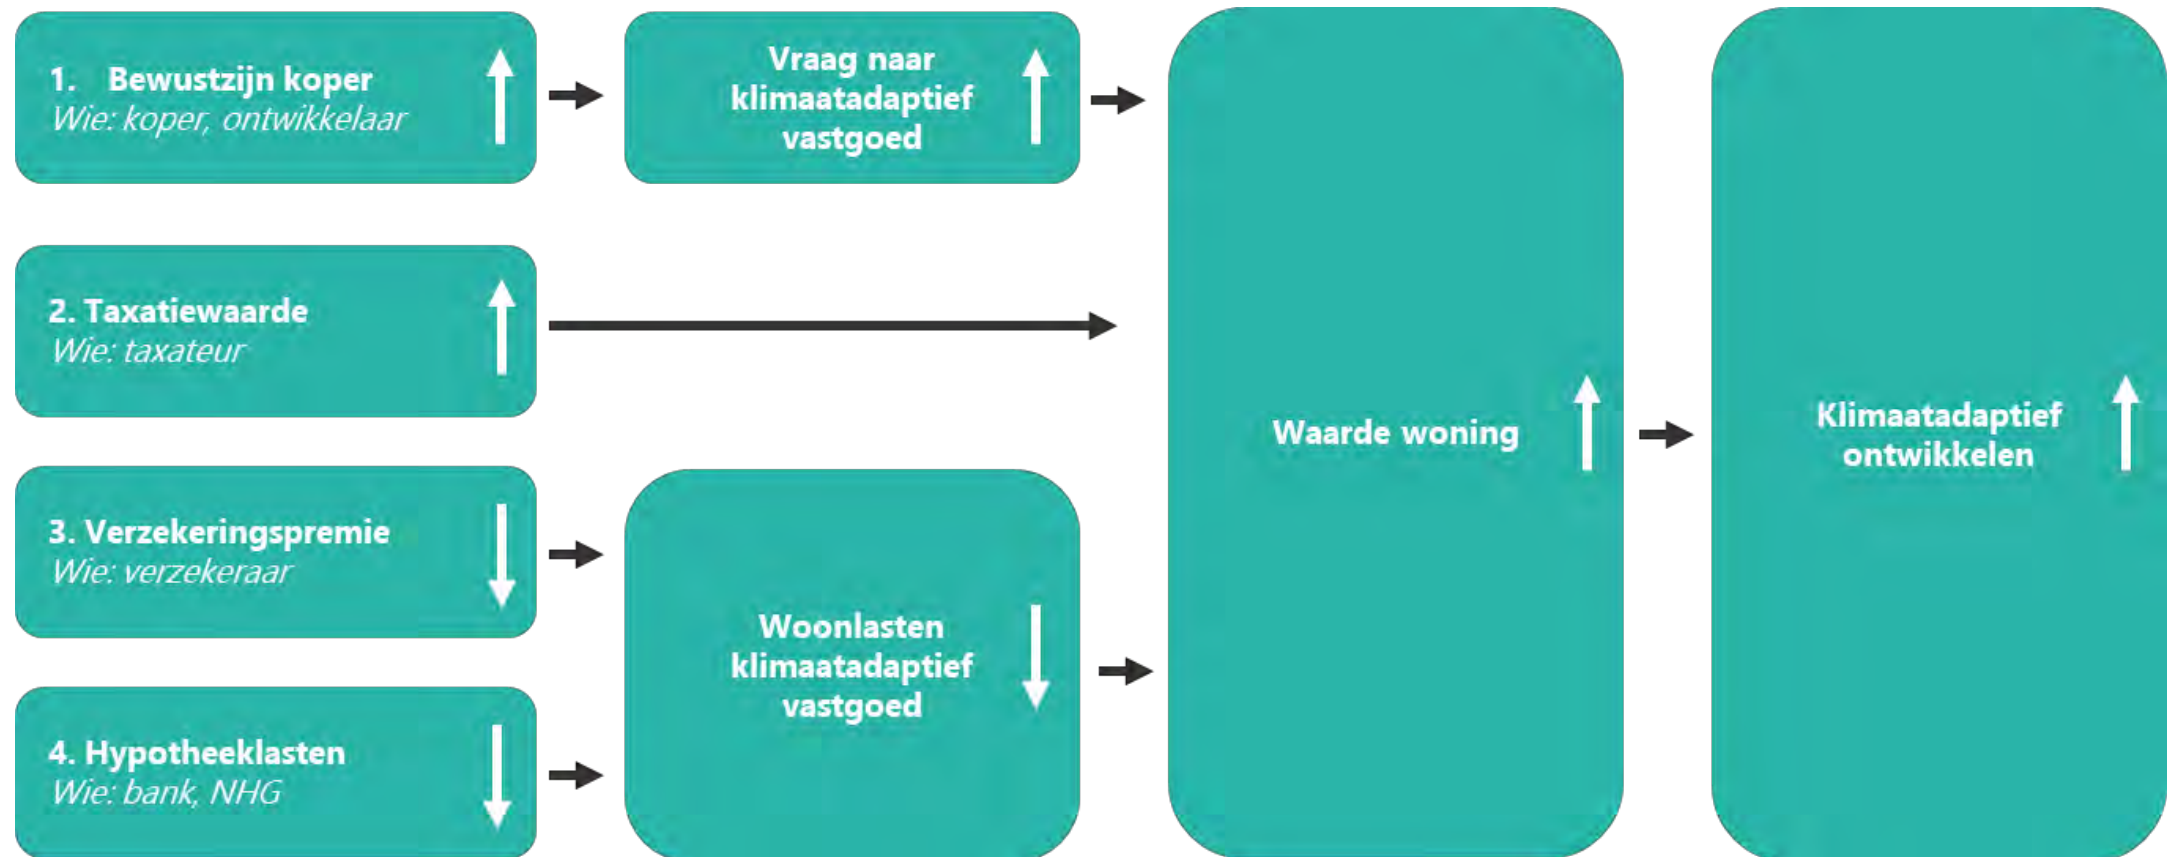 1. Bewustzijn koper
Wie: koper, ontwikkelaar
Vraag naar
klimaatadaptief
vastgoed
2. Taxatiewaarde
Wie: taxateur
3. Verzekeringspremie
Wie: verzekeraar
4. Hypotheeklasten
Wie: bank, NHG
Woonlasten
klimaatadaptief
vastgoed
Waarde woning
Klimaatadaptief
ontwikkelen